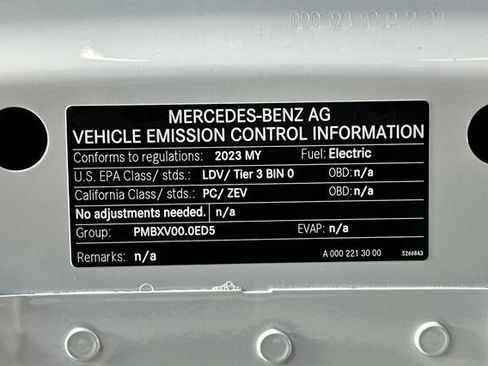 MERCEDES-BENZ AG
VEHICLE EMISSION CONTROL INFORMATION
Conforms to regulations: 2023 MY Fuel: Electric
U.S. EPA Class/ stds.: LDV/ Tier 3 BIN 0 OBD: n/a
California Class/ stds.: PC/ ZEV OBD: n/a
No adjustments needed. n/a
Group: PMBXV00.0ED5 EVAP: n/a
Remarks: n/a A 000 221 30 00 5266843